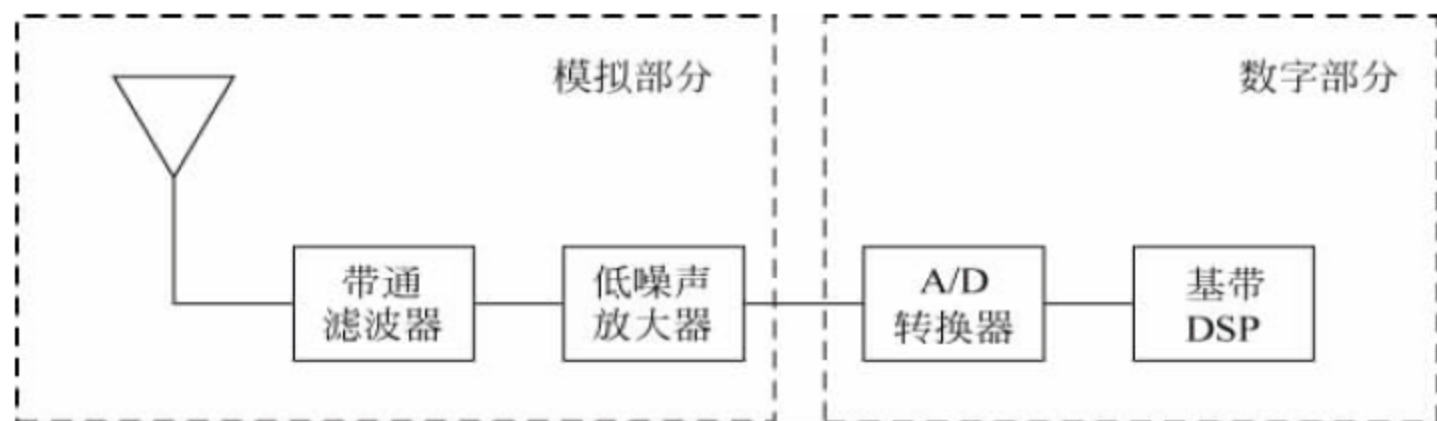 模拟部分
数字部分
带通
滤波器
低噪声
放大器
A/D
转换器
基带
DSP